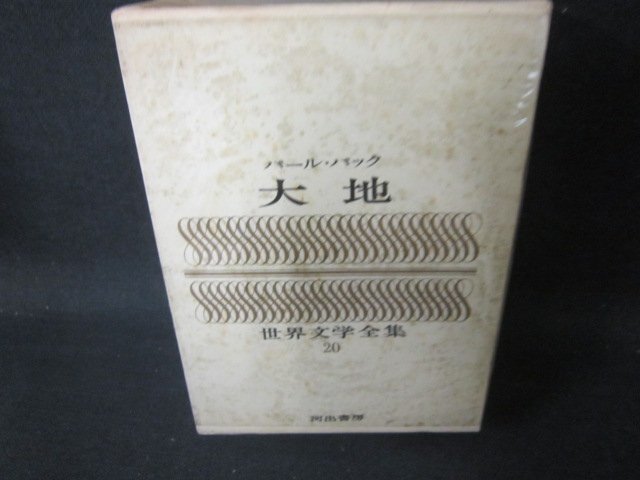 パール・バック
大地
世界文学全集
20
河出書房